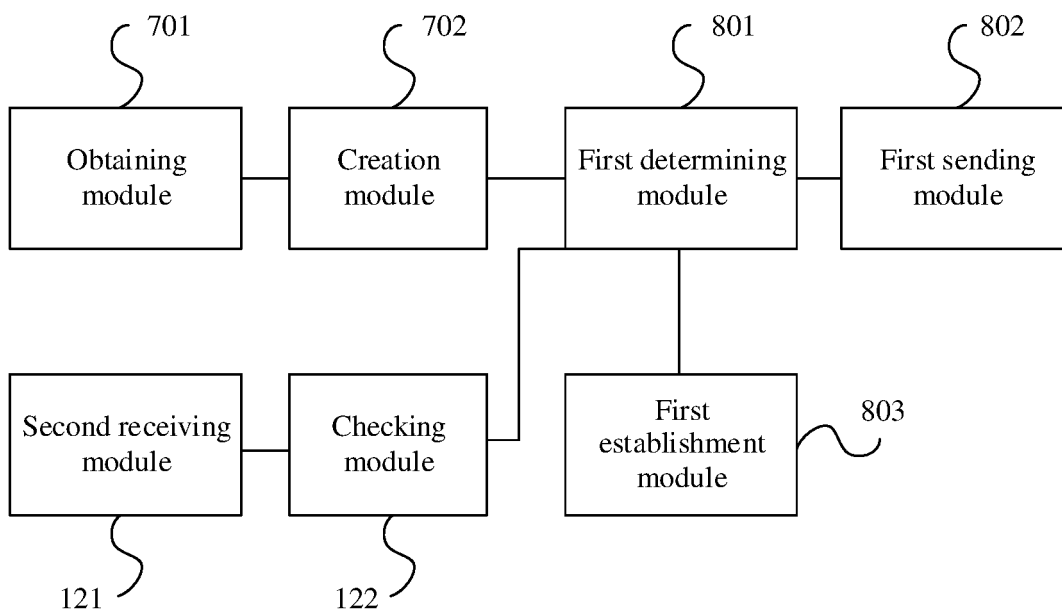 701
702
801
802
Obtaining
module
Creation
module
First determining
module
First sending
module
Second receiving
module
Checking
module
First
establishment
module
803
121
122